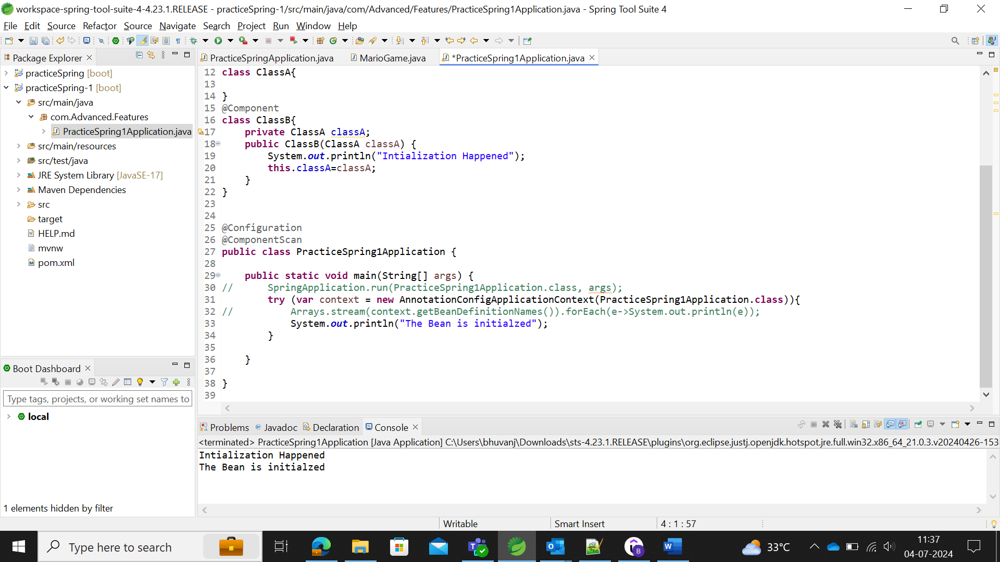 workspace-spring-tool-suite-4-4.23.1.RELEASE - practiceSpring-1/src/main/java/com/Advanced/Features/PracticeSpring1Application.java - Spring Tool Suite 4
File Edit Source Refactor Source Navigate Search Project Run Window Help
Package Explorer
practiceSpring [boot]
practiceSpring-1 [boot]
src/main/java
com.Advanced.Features
PracticeSpring1Application.java
src/main/resources
src/test/java
JRE System Library [JavaSE-17]
Maven Dependencies
src
target
HELP.md
mvnw
pom.xml
Boot Dashboard
Type tags, projects, or working set names to
local
1 elements hidden by filter
PracticeSpringApplication.java MarioGame.java *PracticeSpring1Application.java
12 class ClassA{
13
14 }
15 @Component
16 class ClassB{
17     private ClassA classA;
18     public ClassB(ClassA classA) {
19         System.out.println("Intialization Happened");
20         this.classA=classA;
21     }
22 }
23
24
25 @Configuration
26 @ComponentScan
27 public class PracticeSpring1Application {
28
29     public static void main(String[] args) {
30 //      SpringApplication.run(PracticeSpring1Application.class, args);
31         try (var context = new AnnotationConfigApplicationContext(PracticeSpring1Application.class)){
32 //          Arrays.stream(context.getBeanDefinitionNames()).forEach(e->System.out.println(e));
33             System.out.println("The Bean is initialzed");
34         }
35
36     }
37
38 }
39
Problems @ Javadoc Declaration Console
<terminated> PracticeSpring1Application [Java Application] C:\Users\bhuvanj\Downloads\sts-4.23.1.RELEASE\plugins\org.eclipse.justj.openjdk.hotspot.jre.full.win32.x86_64_21.0.3.v20240426-153
Intialization Happened
The Bean is initialzed
Writable Smart Insert 4 : 1 : 57
Type here to search
33°C
11:37
04-07-2024